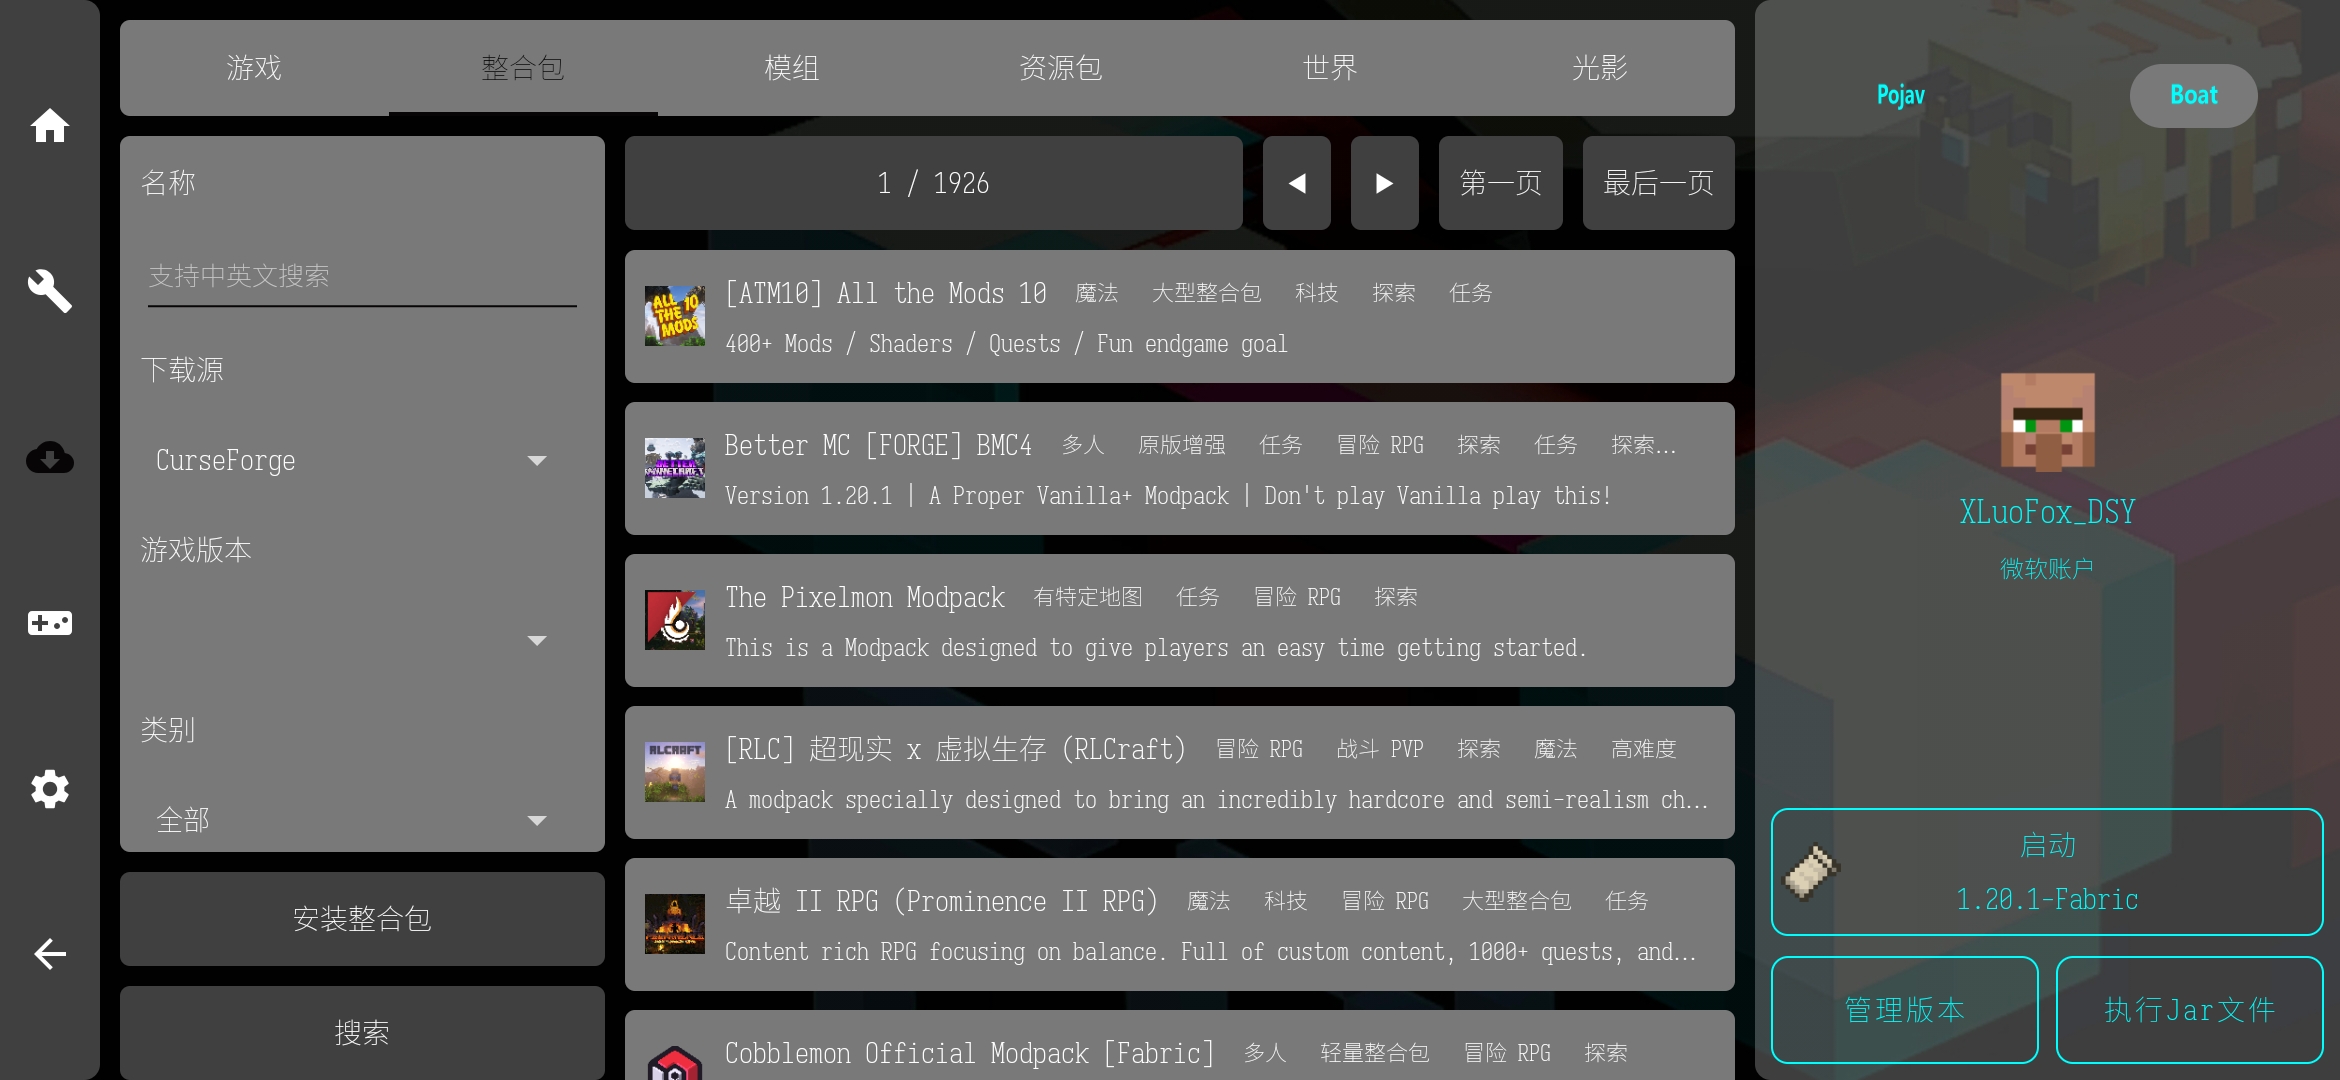 游戏
整合包
模组
资源包
世界
光影
名称
支持中英文搜索
下载源
CurseForge
游戏版本
类别
全部
安装整合包
搜索
1 / 1926
第一页
最后一页
[ATM10] All the Mods 10 魔法 大型整合包 科技 探索 任务
400+ Mods / Shaders / Quests / Fun endgame goal
Better MC [FORGE] BMC4 多人 原版增强 任务 冒险 RPG 探索 任务 探索...
Version 1.20.1 | A Proper Vanilla+ Modpack | Don't play Vanilla play this!
The Pixelmon Modpack 有特定地图 任务 冒险 RPG 探索
This is a Modpack designed to give players an easy time getting started.
[RLC] 超现实 x 虚拟生存 (RLCraft) 冒险 RPG 战斗 PVP 探索 魔法 高难度
A modpack specially designed to bring an incredibly hardcore and semi-realism ch...
卓越 II RPG (Prominence II RPG) 魔法 科技 冒险 RPG 大型整合包 任务
Content rich RPG focusing on balance. Full of custom content, 1000+ quests, and...
Cobblemon Official Modpack [Fabric] 多人 轻量整合包 冒险 RPG 探索
ALL 10
THE
MODS
BETTER
MINECRAFT
RLCRAFT
PROMINENCE
Pojav
Boat
XLuoFox_DSY
微软账户
启动
1.20.1-Fabric
管理版本
执行Jar文件